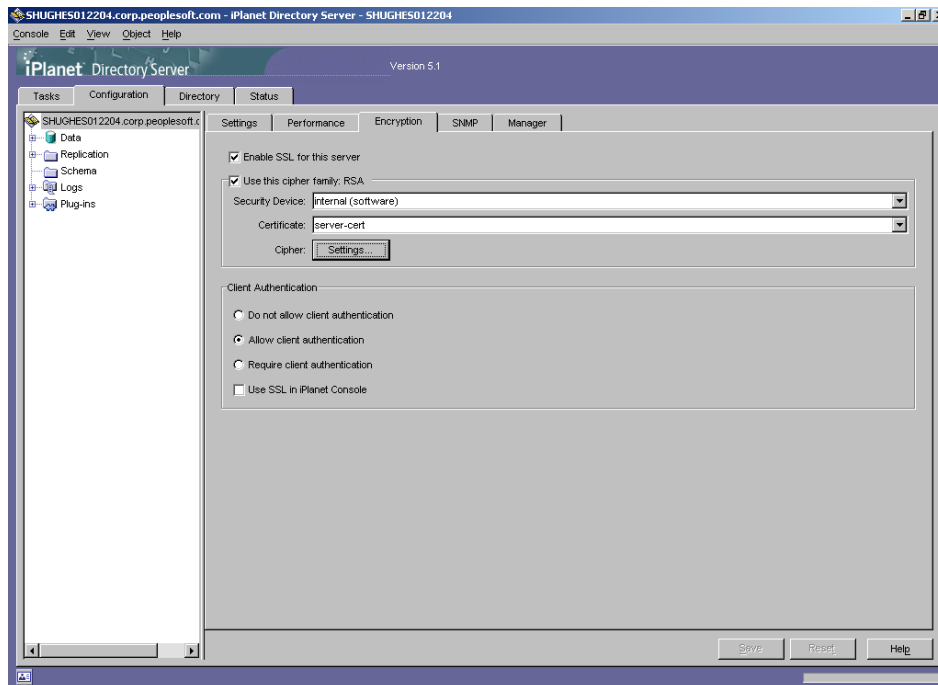 SHUGHES012204.corp.peoplesoft.com - iPlanet Directory Server - SHUGHES012204
Console Edit View Object Help
iPlanet Directory Server
Version 5.1
Tasks Configuration Directory Status
SHUGHES012204.corp.peoplesoft.c
Data
Replication
Schema
Logs
Plug-ins
Settings Performance Encryption SNMP Manager
Enable SSL for this server
Use this cipher family: RSA
Security Device: internal (software)
Certificate: server-cert
Cipher: Settings...
Client Authentication
Do not allow client authentication
Allow client authentication
Require client authentication
Use SSL in iPlanet Console
Save Reset Help